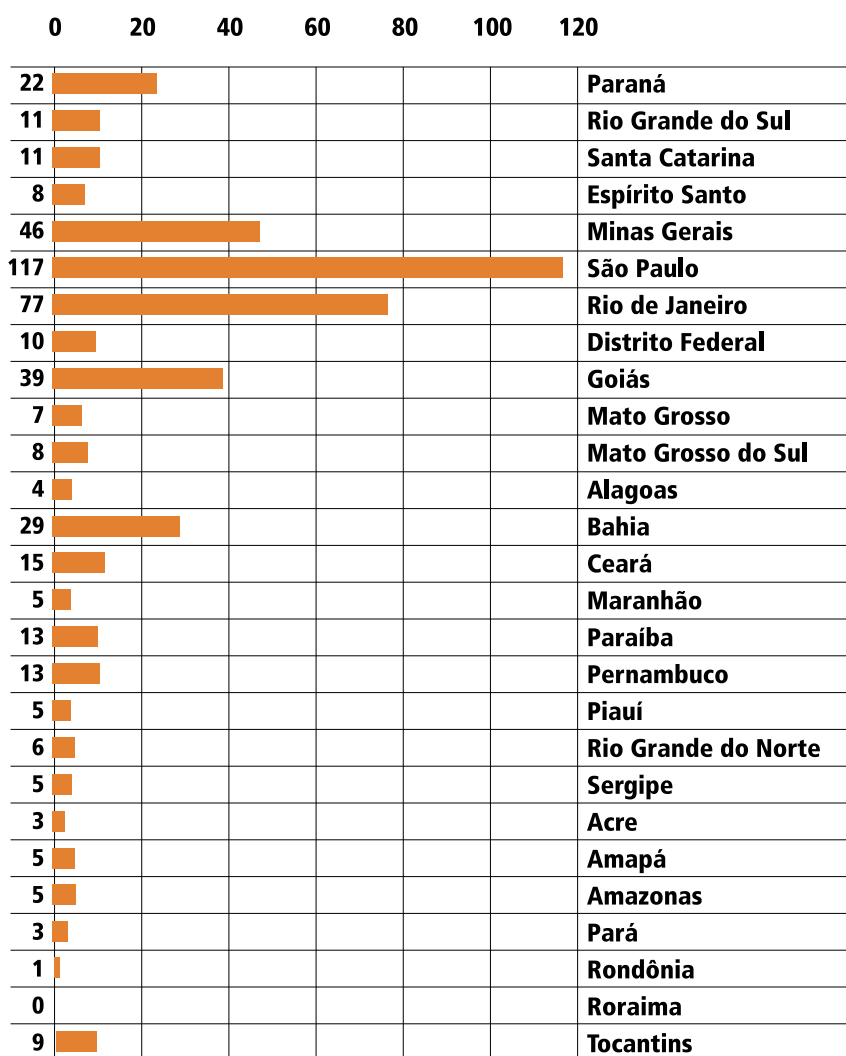 0 20 40 60 80 100 120
22 Paraná
11 Rio Grande do Sul
11 Santa Catarina
8 Espírito Santo
46 Minas Gerais
117 São Paulo
77 Rio de Janeiro
10 Distrito Federal
39 Goiás
7 Mato Grosso
8 Mato Grosso do Sul
4 Alagoas
29 Bahia
15 Ceará
5 Maranhão
13 Paraíba
13 Pernambuco
5 Piauí
6 Rio Grande do Norte
5 Sergipe
3 Acre
5 Amapá
5 Amazonas
3 Pará
1 Rondônia
0 Roraima
9 Tocantins